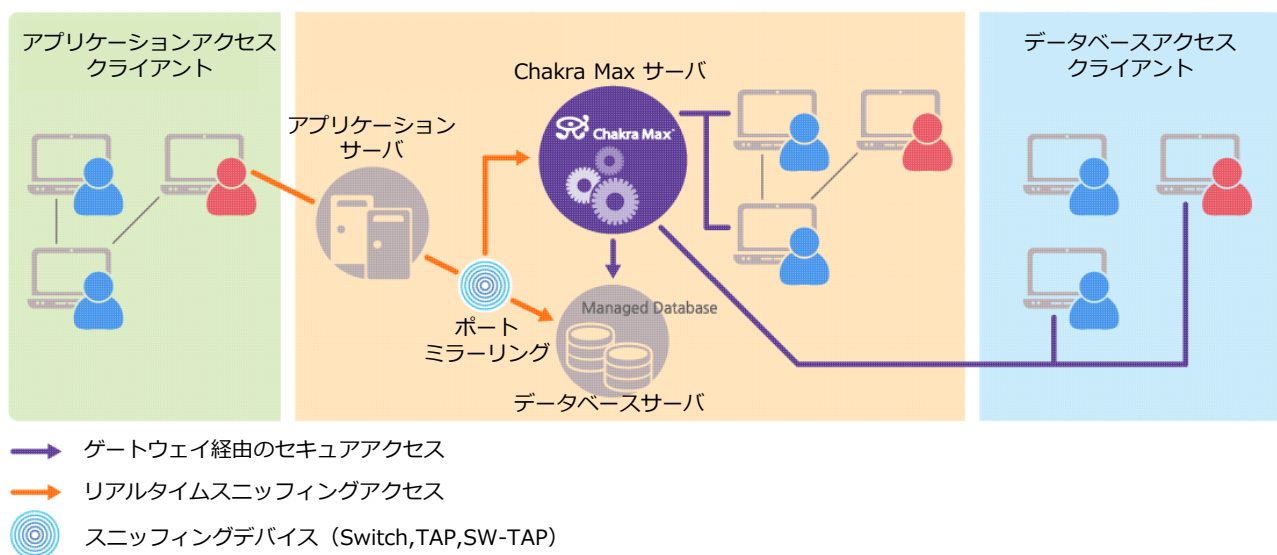 アプリケーションアクセス
クライアント
データベースアクセス
クライアント
Chakra Max サーバ
アプリケーション
サーバ
Chakra Max™
Managed Database
ポート
ミラーリング
データベースサーバ
ゲートウェイ経由のセキュアアクセス
リアルタイムスニッフィングアクセス
スニッフィングデバイス（Switch,TAP,SW-TAP）